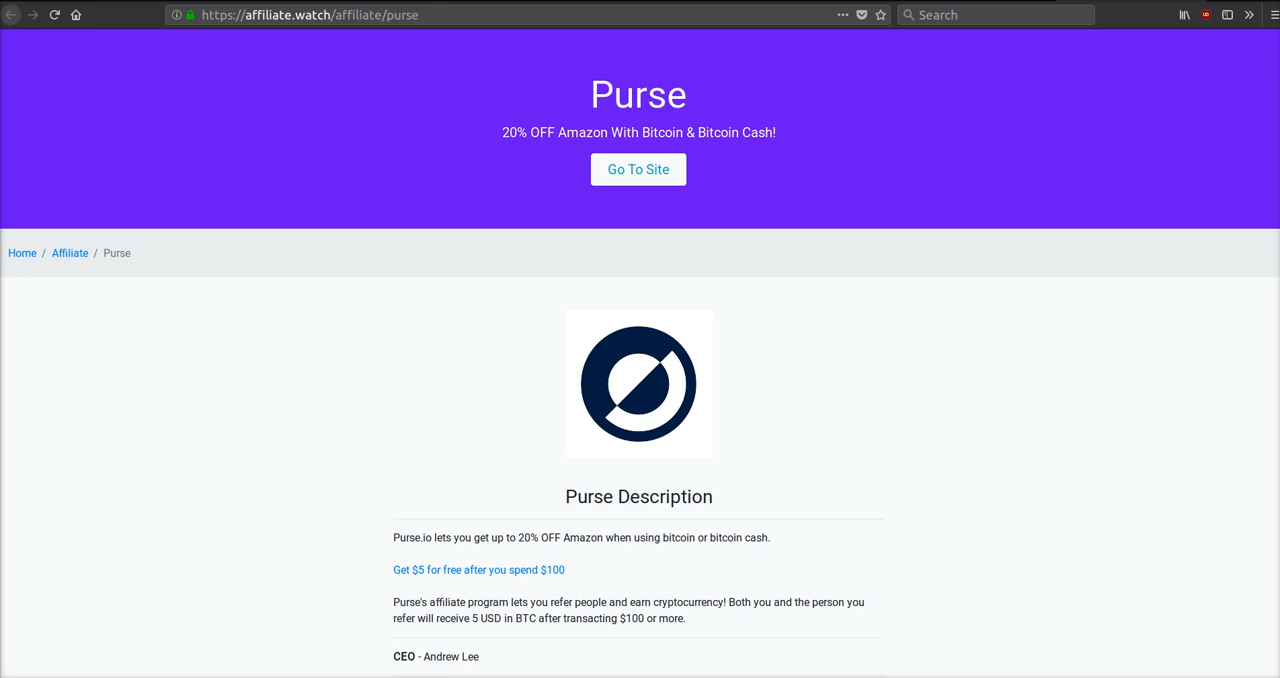 https://affiliate.watch/affiliate/purse
Search
Purse
20% OFF Amazon With Bitcoin & Bitcoin Cash!
Go To Site
Home / Affiliate / Purse
Purse Description
Purse.io lets you get up to 20% OFF Amazon when using bitcoin or bitcoin cash.
Get $5 for free after you spend $100
Purse's affiliate program lets you refer people and earn cryptocurrency! Both you and the person you
refer will receive 5 USD in BTC after transacting $100 or more.
CEO - Andrew Lee